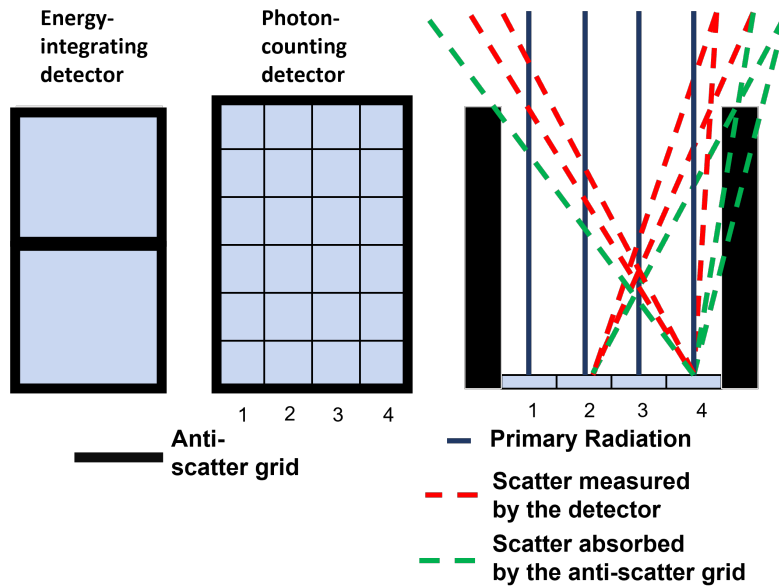 Energy-
integrating
detector
Photon-
counting
detector
1 2 3 4
1 2 3 4
Anti-
scatter grid
Primary Radiation
Scatter measured
by the detector
Scatter absorbed
by the anti-scatter grid